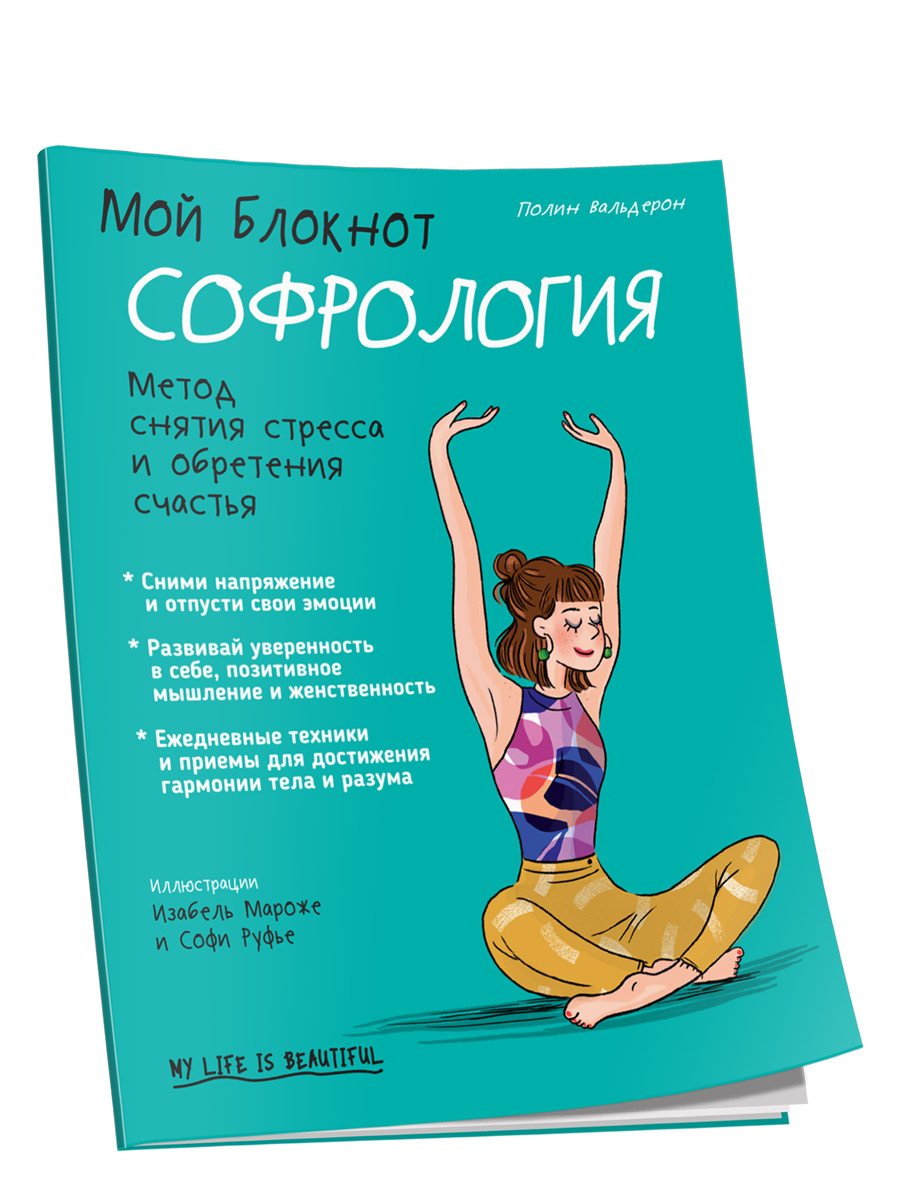 Мой блокнот
Полин Вальдерон
СОФРОЛОГИЯ
Метод
снятия стресса
и обретения
счастья
* Сними напряжение
и отпусти свои эмоции
* Развивай уверенность
в себе, позитивное
мышление и женственность
* Ежедневные техники
и приемы для достижения
гармонии тела и разума
Иллюстрации
Изабель Мароже
и Софи Руфье
MY LIFE IS BEAUTIFUL